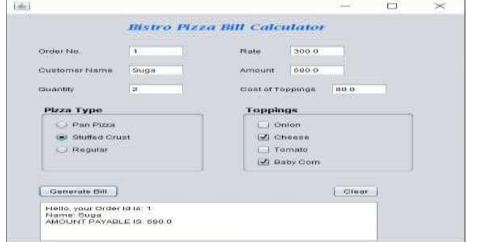 Bistro Pizza Bill Calculator
Order No. 1 Rate 300.0
Customer Name Suga Amount 680.0
Quantity 2 Cost of Toppings 80.0
Pizza Type Toppings
Pan Pizza Onion
Stuffed Crust Cheese
Regular Tomato
Baby Corn
Generate Bill Clear
Hello, your Order Id is: 1
Name: Suga
AMOUNT PAYABLE IS: 680.0